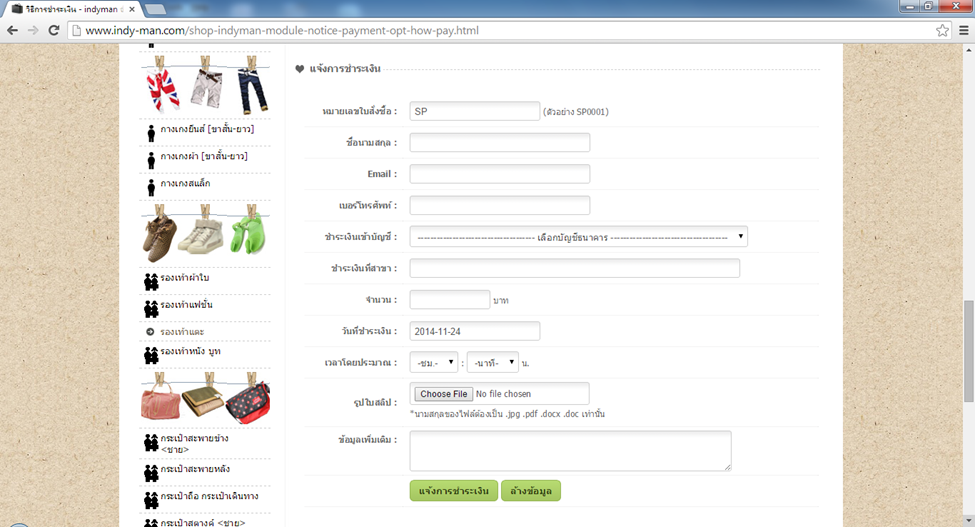 วิธีการชำระเงิน - indyman
www.indy-man.com/shop-indyman-module-notice-payment-opt-how-pay.html
กางเกงยีนส์ [ขาสั้น-ยาว]
กางเกงผ้า [ขาสั้น-ยาว]
กางเกงสแล็ก
รองเท้าผ้าใบ
รองเท้าแฟชั่น
รองเท้าแตะ
รองเท้าหนัง บูท
กระเป๋าสะพายข้าง
<ชาย>
กระเป๋าสะพายหลัง
กระเป๋าถือ กระเป๋าเดินทาง
กระเป๋าสตางค์ <ชาย>
แจ้งการชำระเงิน
หมายเลขใบสั่งซื้อ : SP (ตัวอย่าง SP0001)
ชื่อนามสกุล :
Email :
เบอร์โทรศัพท์ :
ชำระเงินเข้าบัญชี : ------------------------------------ เลือกบัญชีธนาคาร ------------------------------------
ชำระเงินที่สาขา :
จำนวน : บาท
วันที่ชำระเงิน : 2014-11-24
เวลาโดยประมาณ : -ชม.- : -นาที- น.
รูปใบสลิป : Choose File No file chosen
*นามสกุลของไฟล์ต้องเป็น .jpg .pdf .docx .doc เท่านั้น
ข้อมูลเพิ่มเติม :
แจ้งการชำระเงิน ล้างข้อมูล